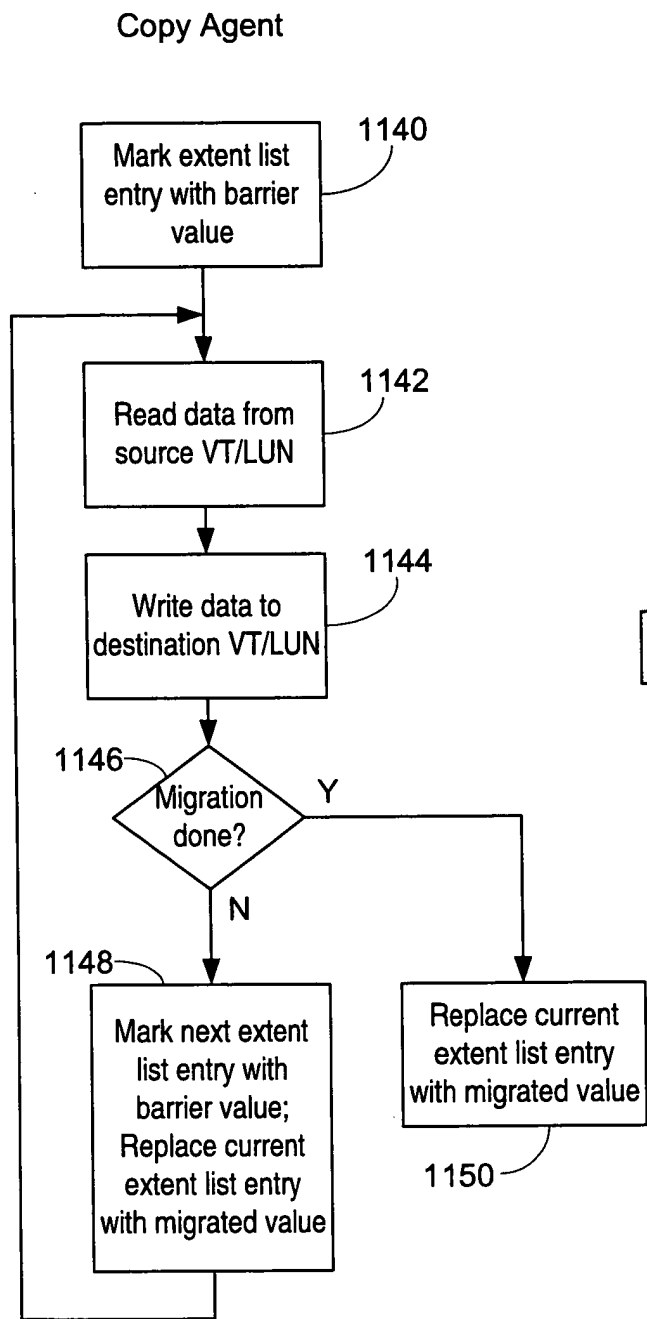 Copy Agent
1140
Mark extent list
entry with barrier
value
1142
Read data from
source VT/LUN
1144
Write data to
destination VT/LUN
1146
Migration
done?
Y
N
1148
Mark next extent
list entry with
barrier value;
Replace current
extent list entry
with migrated value
Replace current
extent list entry
with migrated value
1150